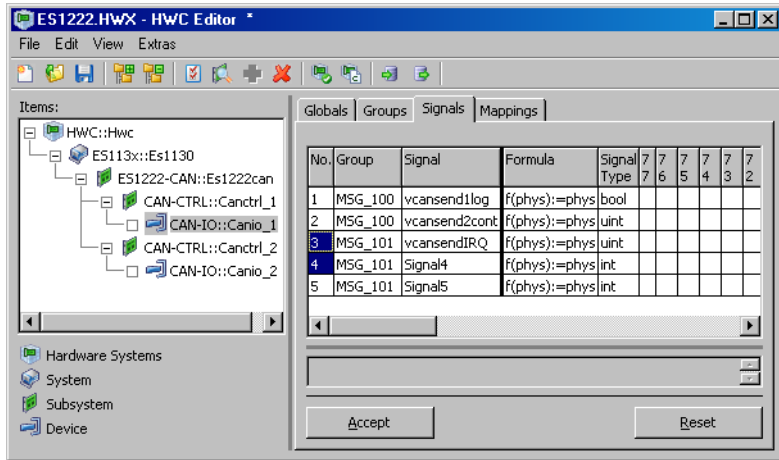 ES1222.HWX - HWC Editor *
File Edit View Extras
Items:
HWC::Hwc
ES113x::Es1130
ES1222-CAN::Es1222can
CAN-CTRL::Canctrl_1
CAN-IO::Canio_1
CAN-CTRL::Canctrl_2
CAN-IO::Canio_2
Hardware Systems
System
Subsystem
Device
Globals Groups Signals Mappings
No. Group Signal Formula Signal Type 7 7 7 6 7 5 7 4 7 3 7 2
1 MSG_100 vcansend1log f(phys):=phys bool
2 MSG_100 vcansend2cont f(phys):=phys uint
3 MSG_101 vcansendIRQ f(phys):=phys uint
4 MSG_101 Signal4 f(phys):=phys int
5 MSG_101 Signal5 f(phys):=phys int
Accept Reset